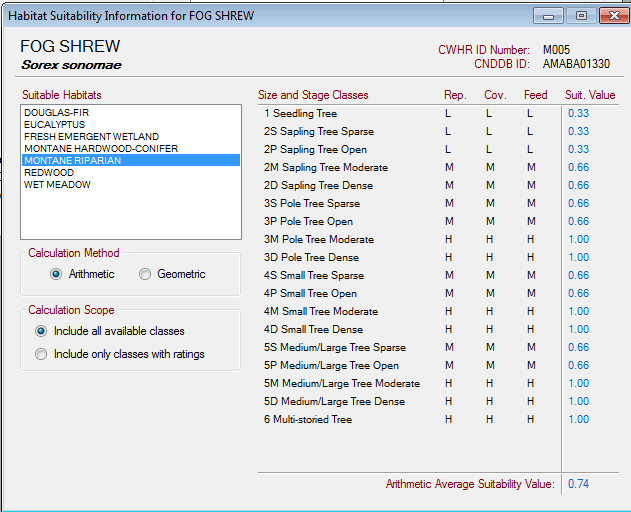 Habitat Suitability Information for FOG SHREW
FOG SHREW
Sorex sonomae
CWHR ID Number: M005
CNDDB ID: AMABA01330
Suitable Habitats
DOUGLAS-FIR
EUCALYPTUS
FRESH EMERGENT WETLAND
MONTANE HARDWOOD-CONIFER
MONTANE RIPARIAN
REDWOOD
WET MEADOW
Calculation Method
Arithmetic Geometric
Calculation Scope
Include all available classes
Include only classes with ratings
Size and Stage Classes Rep. Cov. Feed Suit. Value
1 Seedling Tree L L L 0.33
2S Sapling Tree Sparse L L L 0.33
2P Sapling Tree Open L L L 0.33
2M Sapling Tree Moderate M M M 0.66
2D Sapling Tree Dense M M M 0.66
3S Pole Tree Sparse M M M 0.66
3P Pole Tree Open M M M 0.66
3M Pole Tree Moderate H H H 1.00
3D Pole Tree Dense H H H 1.00
4S Small Tree Sparse M M M 0.66
4P Small Tree Open M M M 0.66
4M Small Tree Moderate H H H 1.00
4D Small Tree Dense H H H 1.00
5S Medium/Large Tree Sparse M M M 0.66
5P Medium/Large Tree Open M M M 0.66
5M Medium/Large Tree Moderate H H H 1.00
5D Medium/Large Tree Dense H H H 1.00
6 Multi-storied Tree H H H 1.00
Arithmetic Average Suitability Value: 0.74